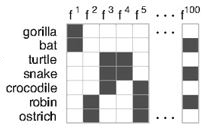 f¹ f² f³ f⁴ f⁵ ... f¹⁰⁰
gorilla ...
bat
turtle
snake
crocodile
robin
ostrich ...